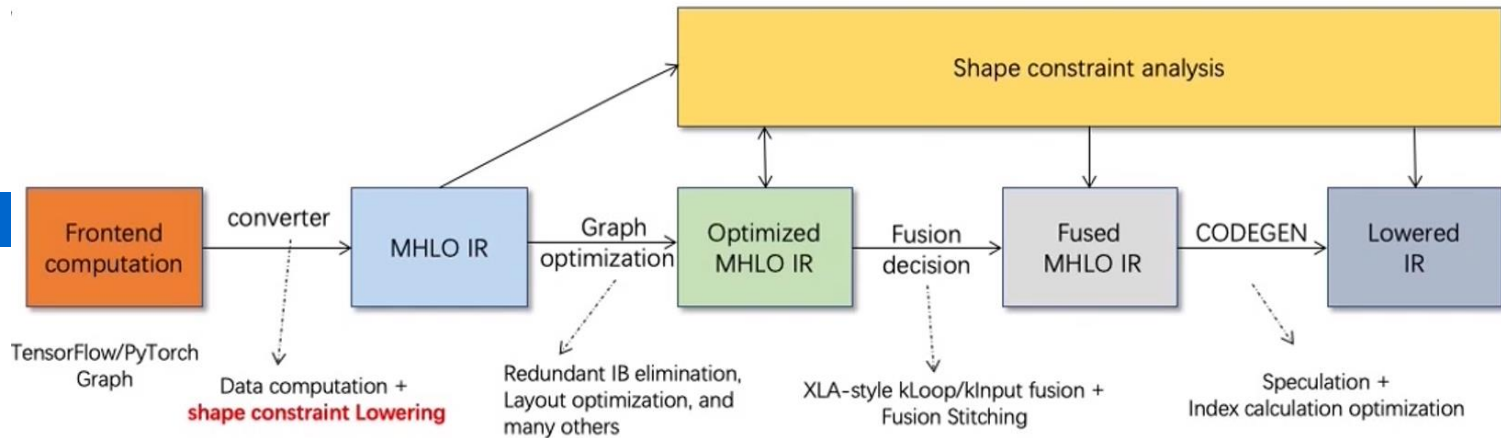 Shape constraint analysis
Frontend
computation
converter
MHLO IR
Graph
optimization
Optimized
MHLO IR
Fusion
decision
Fused
MHLO IR
CODEGEN
Lowered
IR
TensorFlow/PyTorch
Graph
Data computation +
shape constraint Lowering
Redundant IB elimination,
Layout optimization, and
many others
XLA-style kLoop/kInput fusion +
Fusion Stitching
Speculation +
Index calculation optimization